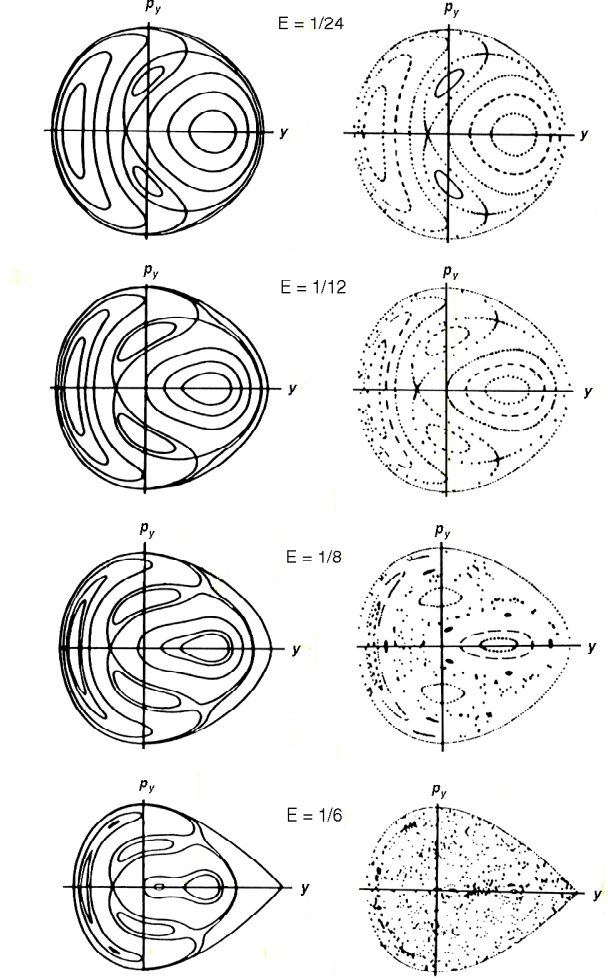 p_y p_y
E = 1/24
y y
p_y p_y
E = 1/12
y y
p_y p_y
E = 1/8
y y
p_y p_y
E = 1/6
y y